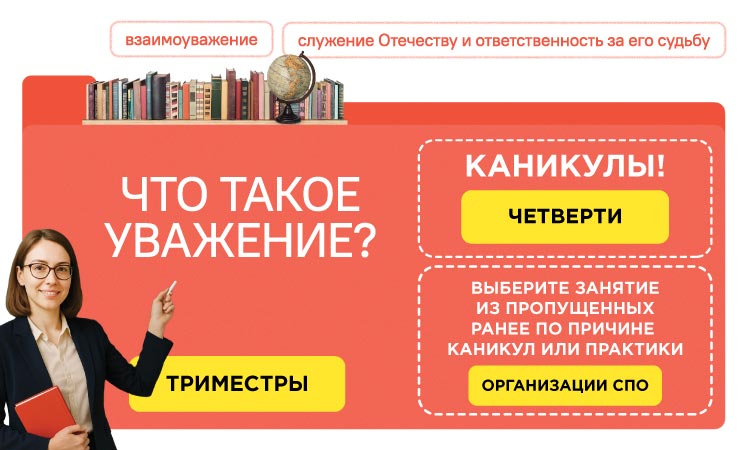 взаимоуважение
служение Отечеству и ответственность за его судьбу
ЧТО ТАКОЕ
УВАЖЕНИЕ?
ТРИМЕСТРЫ
КАНИКУЛЫ!
ЧЕТВЕРТИ
ВЫБЕРИТЕ ЗАНЯТИЕ
ИЗ ПРОПУЩЕННЫХ
РАНЕЕ ПО ПРИЧИНЕ
КАНИКУЛ ИЛИ ПРАКТИКИ
ОРГАНИЗАЦИИ СПО